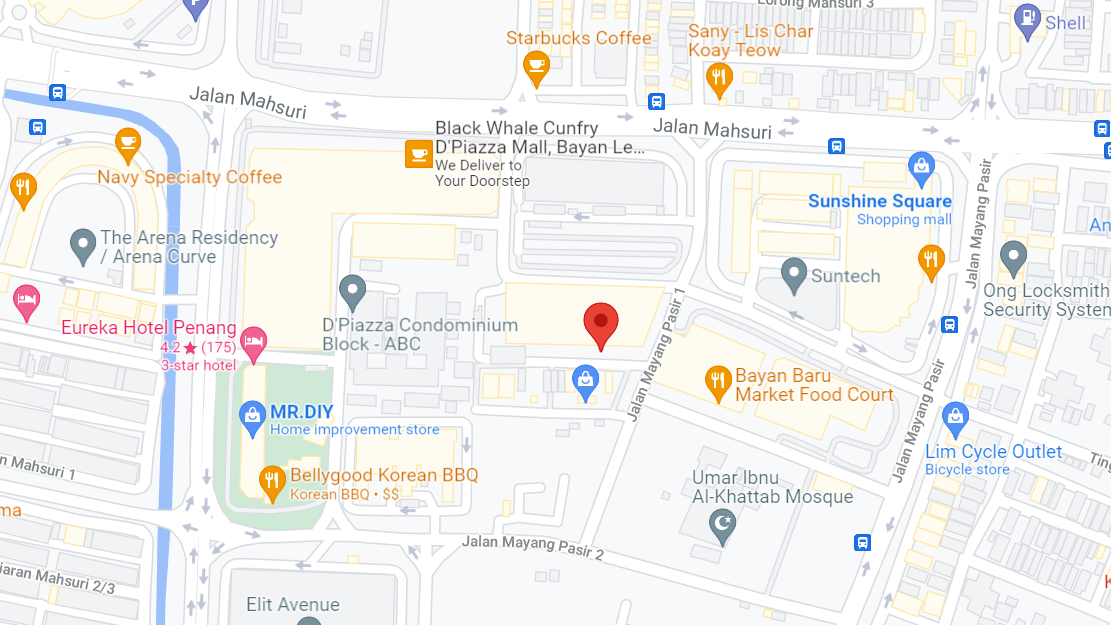 Lorong Mahsuri 3
P
Shell
Starbucks Coffee
Sany - Lis Char
Koay Teow
Jalan Mahsuri
Jalan Mahsuri
Black Whale Cunfry
D'Piazza Mall, Bayan Le...
We Deliver to
Your Doorstep
Navy Specialty Coffee
Sunshine Square
Shopping mall
Jalan Mayang Pasir
An
The Arena Residency
/ Arena Curve
Suntech
Ong Locksmith
Security System
D'Piazza Condominium
Block - ABC
Eureka Hotel Penang
4.2★(175)
3-star hotel
Jalan Mayang Pasir 1
Bayan Baru
Market Food Court
Jalan Mayang Pasir
MR.DIY
Home improvement store
Lim Cycle Outlet
Bicycle store
Ting
n Mahsuri 1
Bellygood Korean BBQ
Korean BBQ • $$
Umar Ibnu
Al-Khattab Mosque
ma
Jalan Mayang Pasir 2
jaran Mahsuri 2/3
K
Elit Avenue